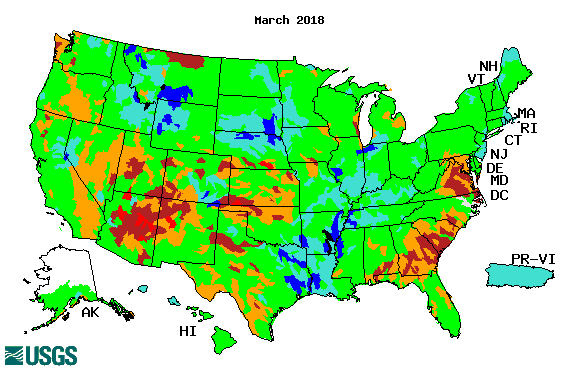 March 2018
NH
VT
MA
RI
CT
NJ
DE
MD
DC
PR-VI
AK
HI
USGS